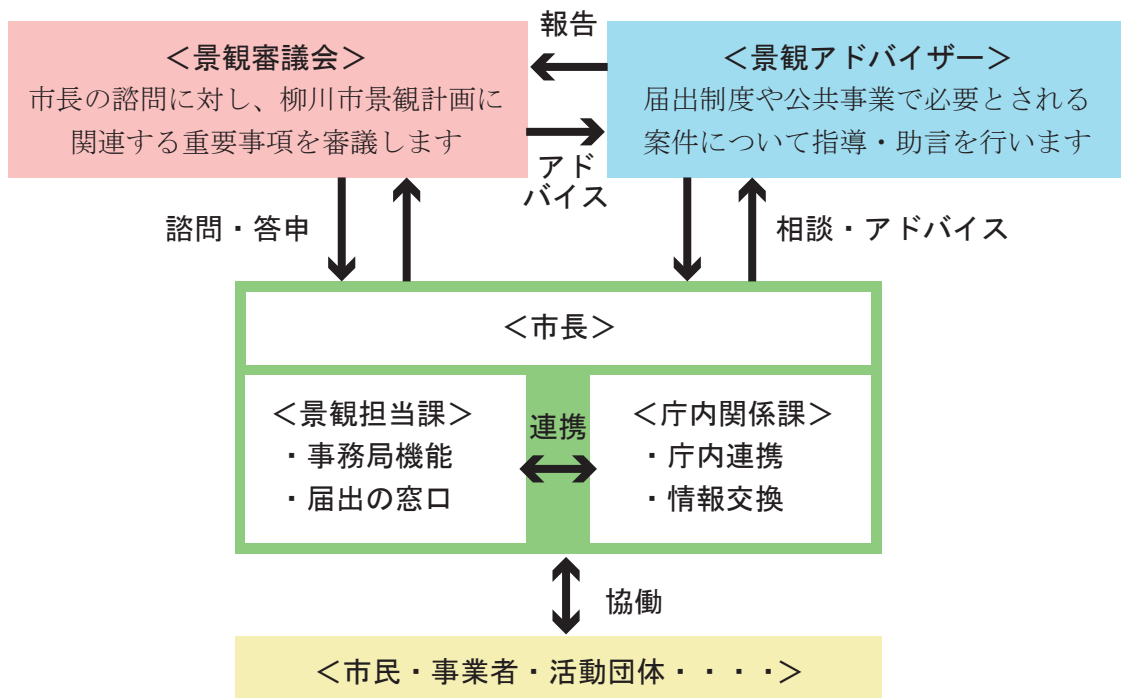 報告
＜景観審議会＞
市長の諮問に対し、柳川市景観計画に
関連する重要事項を審議します
＜景観アドバイザー＞
届出制度や公共事業で必要とされる
案件について指導・助言を行います
アド
バイス
諮問・答申
相談・アドバイス
＜市長＞
＜景観担当課＞
・事務局機能
・届出の窓口
連携
＜庁内関係課＞
・庁内連携
・情報交換
協働
＜市民・事業者・活動団体・・・・＞